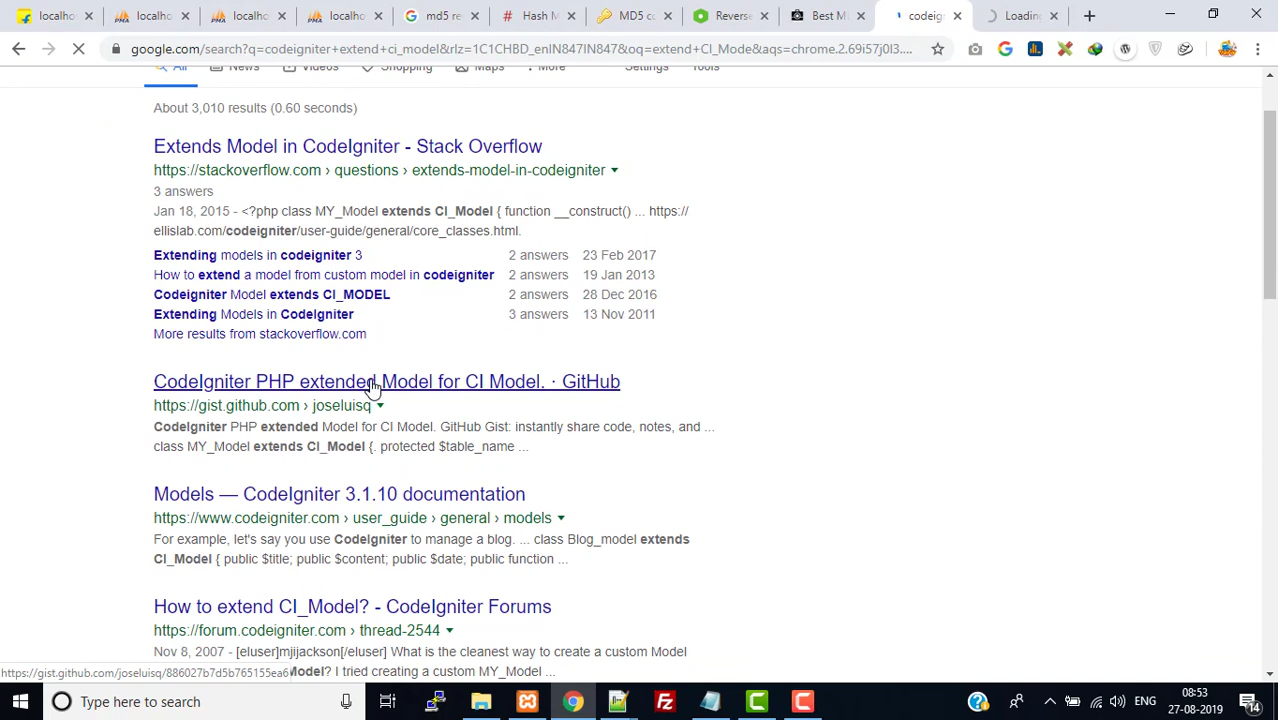 localho
localho
localho
localho
md5 re
Hash M
MD5 co
Reverse
Best M
codeig
Loading
google.com/search?q=codeigniter+extend+ci_model&rlz=1C1CHBD_enIN847IN847&oq=extend+CI_Mode&aqs=chrome.2.69i57j0l3....
All News Videos Shopping Maps More Settings Tools
About 3,010 results (0.60 seconds)
Extends Model in CodeIgniter - Stack Overflow
https://stackoverflow.com › questions › extends-model-in-codeigniter
3 answers
Jan 18, 2015 - <?php class MY_Model extends CI_Model { function __construct() ... https://
ellislab.com/codeigniter/user-guide/general/core_classes.html.
Extending models in codeigniter 3 2 answers 23 Feb 2017
How to extend a model from custom model in codeigniter 2 answers 19 Jan 2013
Codeigniter Model extends CI_MODEL 2 answers 28 Dec 2016
Extending Models in CodeIgniter 3 answers 13 Nov 2011
More results from stackoverflow.com
CodeIgniter PHP extended Model for CI Model. · GitHub
https://gist.github.com › joseluisq
CodeIgniter PHP extended Model for CI Model. GitHub Gist: instantly share code, notes, and ...
class MY_Model extends CI_Model {. protected $table_name ...
Models — CodeIgniter 3.1.10 documentation
https://www.codeigniter.com › user_guide › general › models
For example, let's say you use CodeIgniter to manage a blog. ... class Blog_model extends
CI_Model { public $title; public $content; public $date; public function ...
How to extend CI_Model? - CodeIgniter Forums
https://forum.codeigniter.com › thread-2544
Nov 8, 2007 - [eluser]mjijackson[/eluser] What is the cleanest way to create a custom Model
https://gist.github.com/joseluisq/886027b7d5b765155ea6 Model? I tried creating a custom MY_Model ...
Type here to search
ENG
08:53
27-08-2019
14